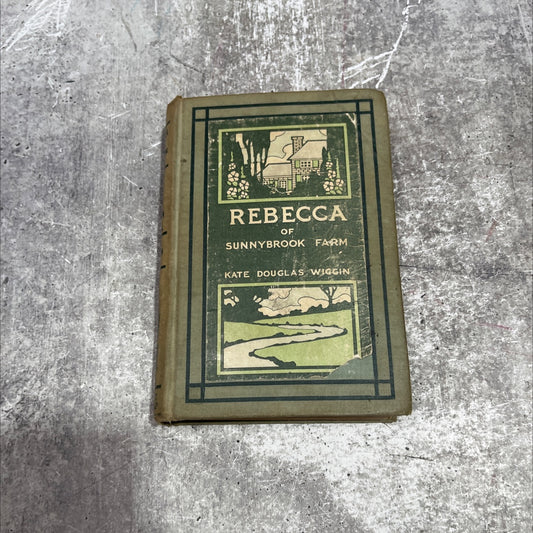 REBECCA
OF
SUNNYBROOK FARM
KATE DOUGLAS WIGGIN